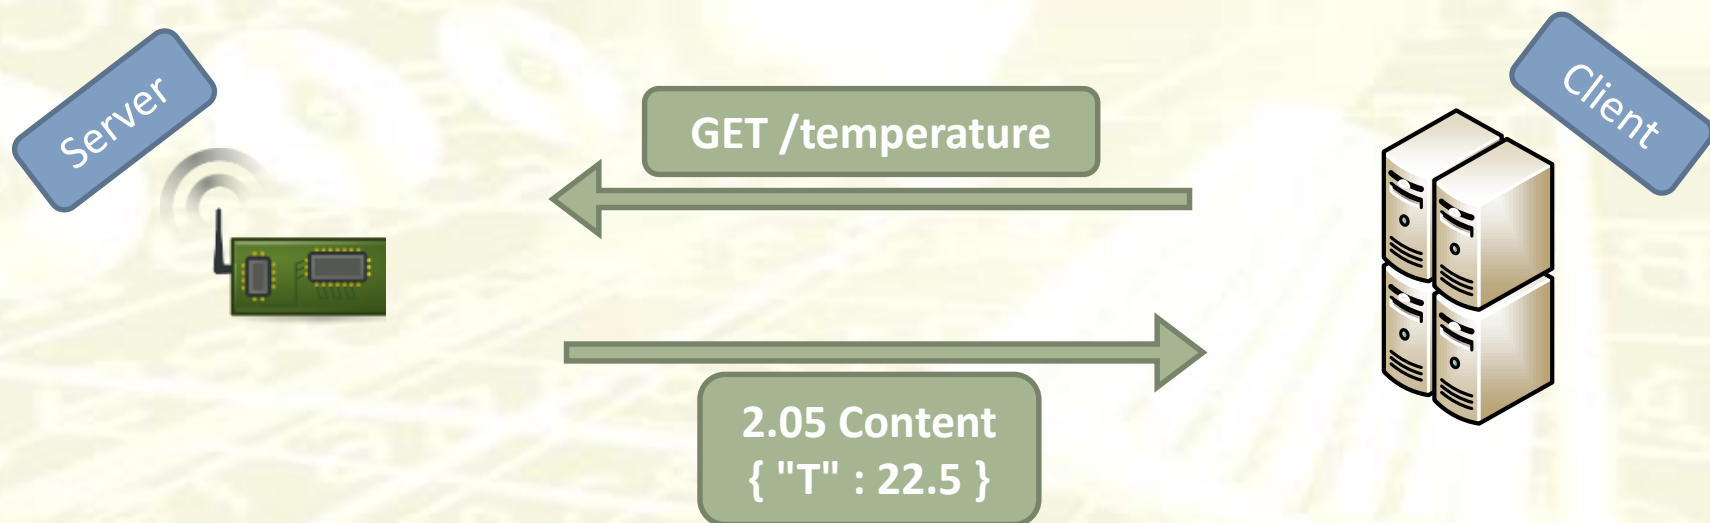 Server
Client
GET /temperature
2.05 Content
{ "T" : 22.5 }